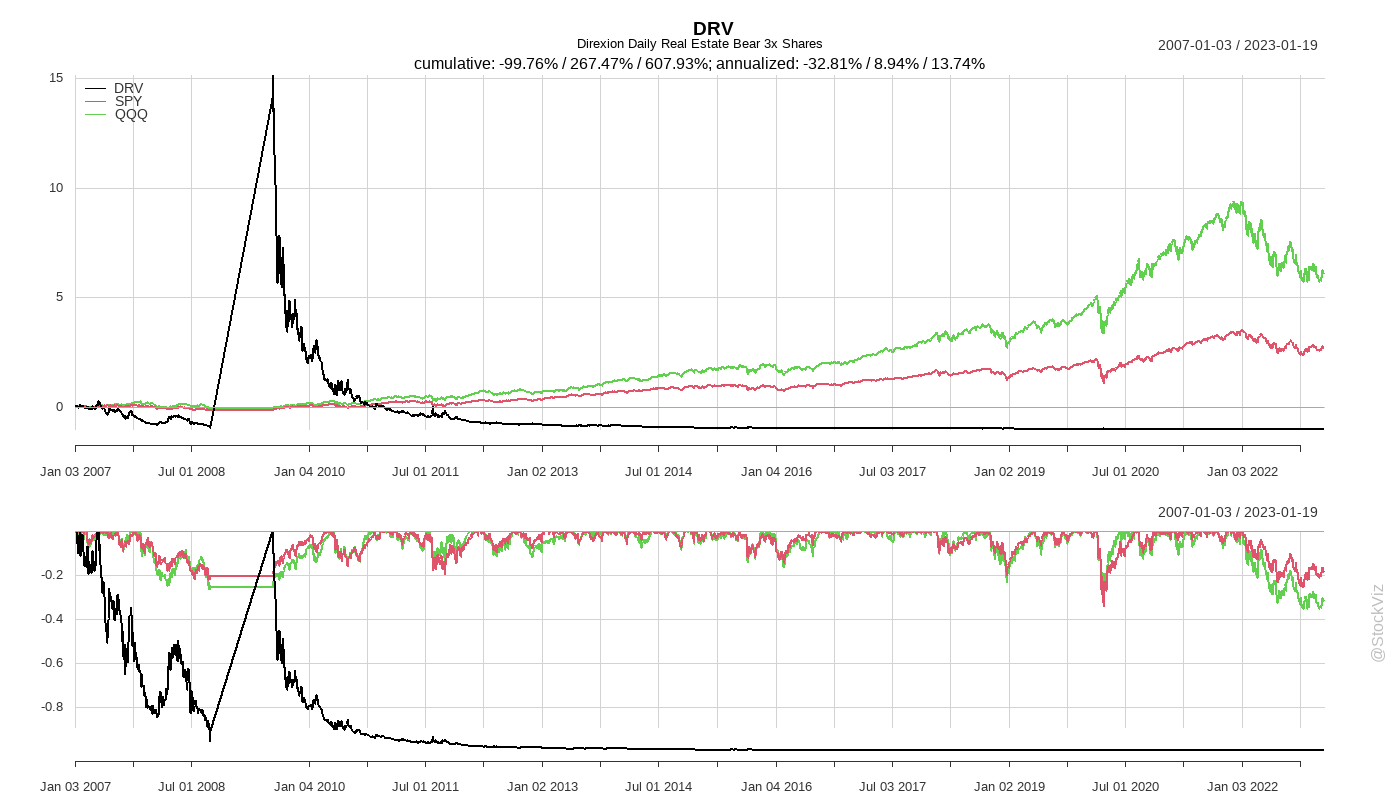 DRV
Direxion Daily Real Estate Bear 3x Shares
2007-01-03 / 2023-01-19
cumulative: -99.76% / 267.47% / 607.93%; annualized: -32.81% / 8.94% / 13.74%
15
DRV
SPY
QQQ
10
5
0
Jan 03 2007 Jul 01 2008 Jan 04 2010 Jul 01 2011 Jan 02 2013 Jul 01 2014 Jan 04 2016 Jul 03 2017 Jan 02 2019 Jul 01 2020 Jan 03 2022
2007-01-03 / 2023-01-19
-0.2
-0.4
-0.6
-0.8
@StockViz
Jan 03 2007 Jul 01 2008 Jan 04 2010 Jul 01 2011 Jan 02 2013 Jul 01 2014 Jan 04 2016 Jul 03 2017 Jan 02 2019 Jul 01 2020 Jan 03 2022